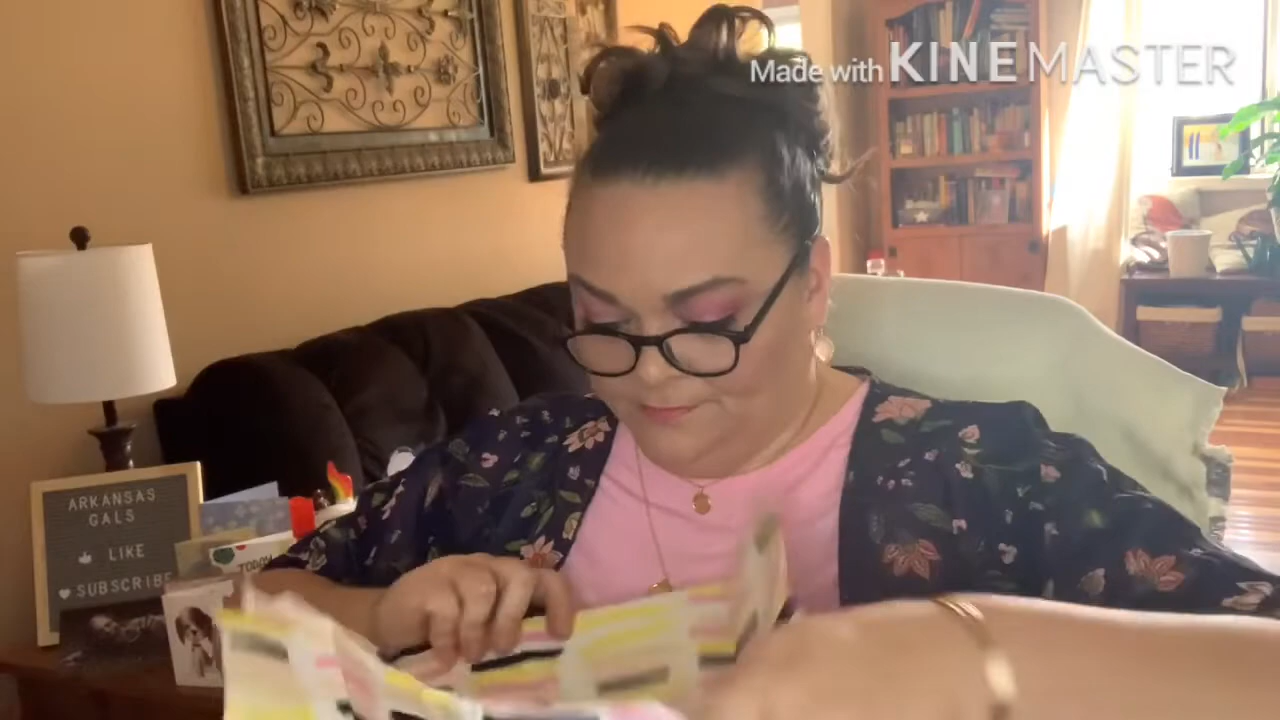 Made with KINEMASTER
ARKANSAS
GALS
LIKE
SUBSCRIBE
TODAY